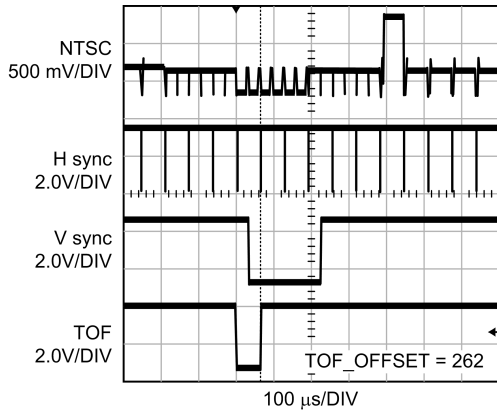 NTSC
500 mV/DIV
H sync
2.0V/DIV
V sync
2.0V/DIV
TOF
2.0V/DIV
TOF_OFFSET = 262
100 μs/DIV